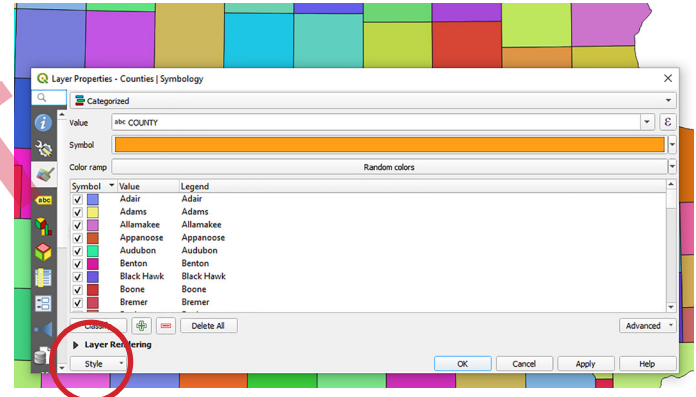 Layer Properties - Counties | Symbology
Categorized
Value abc COUNTY ε
Symbol
Color ramp Random colors
Symbol Value Legend
Adair Adair
Adams Adams
abc
Allamakee Allamakee
Appanoose Appanoose
Audubon Audubon
Benton Benton
Black Hawk Black Hawk
Boone Boone
Bremer Bremer
Classify Delete All Advanced
Layer Rendering
Style OK Cancel Apply Help